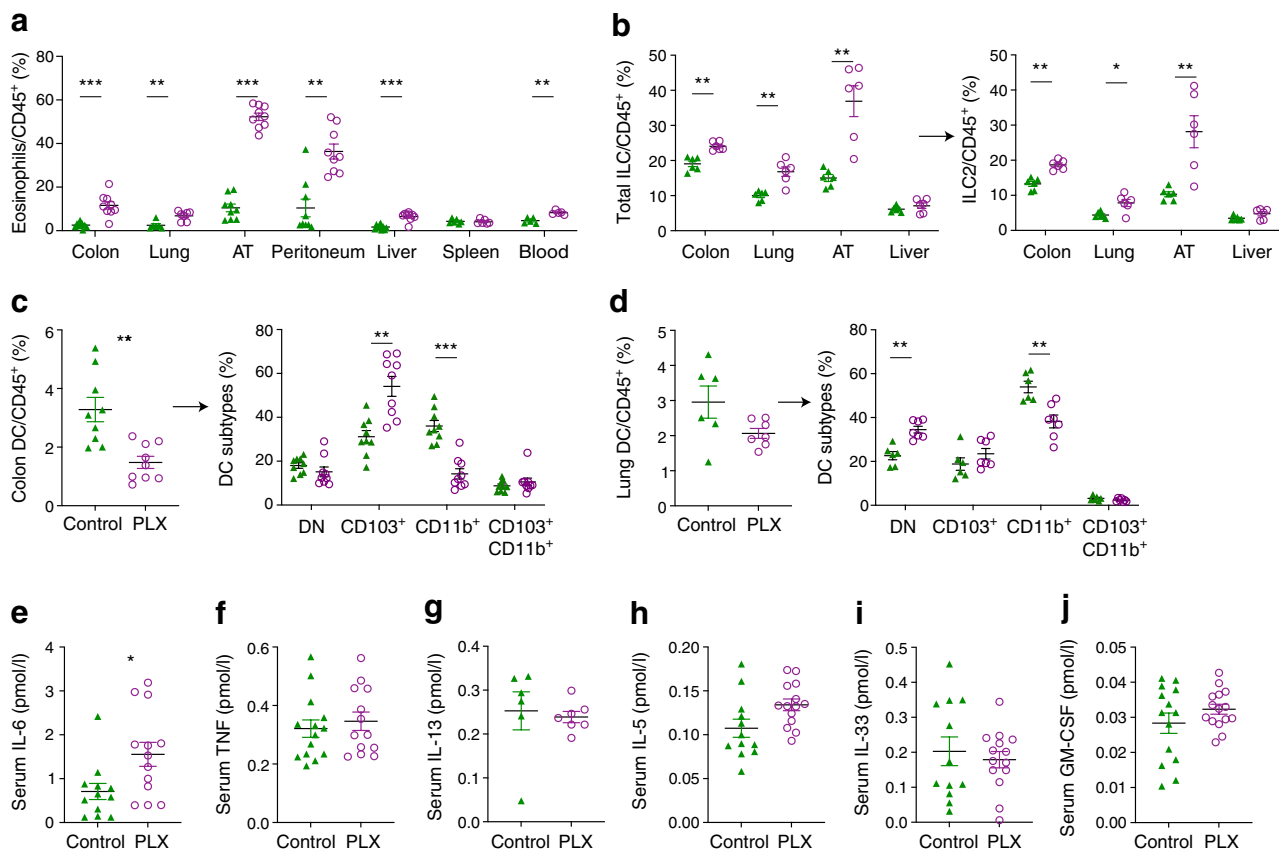 a
Eosinophils/CD45⁺ (%)
80
60
40
20
0
*** ** *** ** *** **
Colon Lung AT Peritoneum Liver Spleen Blood
b
Total ILC/CD45⁺ (%)
50
40
30
20
10
0
** ** **
Colon Lung AT Liver
ILC2/CD45⁺ (%)
50
40
30
20
10
0
** * **
Colon Lung AT Liver
c
Colon DC/CD45⁺ (%)
6
4
2
0
**
Control PLX
DC subtypes (%)
80
60
40
20
0
** ***
DN CD103⁺ CD11b⁺ CD103⁺
CD11b⁺
d
Lung DC/CD45⁺ (%)
5
4
3
2
1
0
Control PLX
DC subtypes (%)
80
60
40
20
0
** **
DN CD103⁺ CD11b⁺ CD103⁺
CD11b⁺
e
Serum IL-6 (pmol/l)
4
3
2
1
0
*
Control PLX
f
Serum TNF (pmol/l)
0.6
0.4
0.2
0.0
Control PLX
g
Serum IL-13 (pmol/l)
0.4
0.3
0.2
0.1
0.0
Control PLX
h
Serum IL-5 (pmol/l)
0.20
0.15
0.10
0.05
0.00
Control PLX
i
Serum IL-33 (pmol/l)
0.5
0.4
0.3
0.2
0.1
0.0
Control PLX
j
Serum GM-CSF (pmol/l)
0.05
0.04
0.03
0.02
0.01
0.00
Control PLX